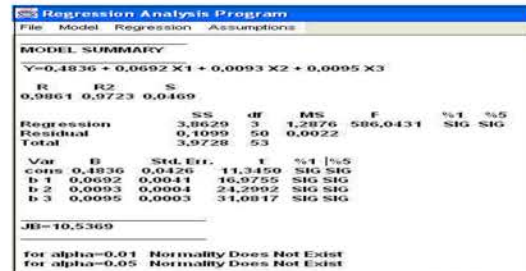 Regression Analysis Program
File Model Regression Assumptions
MODEL SUMMARY
Y=0,4836 + 0,0692 X1 + 0,0093 X2 + 0,0095 X3
R R2 S
0,9861 0,9723 0,0469
SS df MS F %1 %5
Regression 3,8629 3 1,2876 586,0431 SIG SIG
Residual 0,1099 50 0,0022
Total 3,9728 53
Var B Std. Err. t %1 |%5
cons 0,4836 0,0426 11,3450 SIG SIG
b 1 0,0692 0,0041 16,9755 SIG SIG
b 2 0,0093 0,0004 24,2992 SIG SIG
b 3 0,0095 0,0003 31,0817 SIG SIG
JB=10,5369
for alpha=0.01 Normality Does Not Exist
for alpha=0.05 Normality Does Not Exist